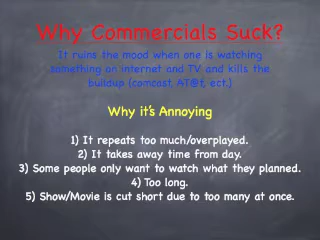 Why Commercials Suck?
It ruins the mood when one is watching
something on internet and TV and kills the
buildup (comcast, AT@t, ect.)
Why it's Annoying
1) It repeats too much/overplayed.
2) It takes away time from day.
3) Some people only want to watch what they planned.
4) Too long.
5) Show/Movie is cut short due to too many at once.